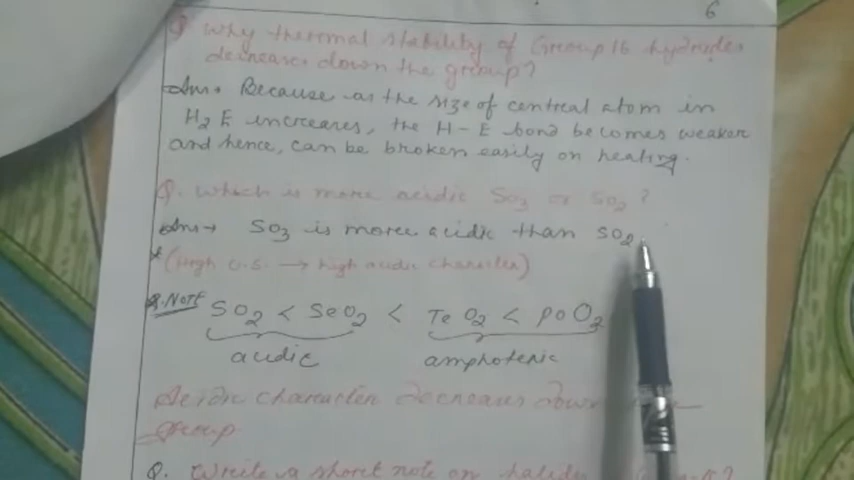 6
Q Why thermal stability of Group 16 hydrides
decreases down the group?
Ans→ Because as the size of central atom in
H2E increases, the H-E bond becomes weaker
and hence, can be broken easily on heating.
Q. Which is more acidic SO3 or SO2?
Ans→ SO3 is more acidic than SO2.
*(high O.S. → high acidic character)
Note SO2 < SeO2 < TeO2 < PoO2
acidic amphoteric
Acidic character decreases down
group
Q. Write a short note on